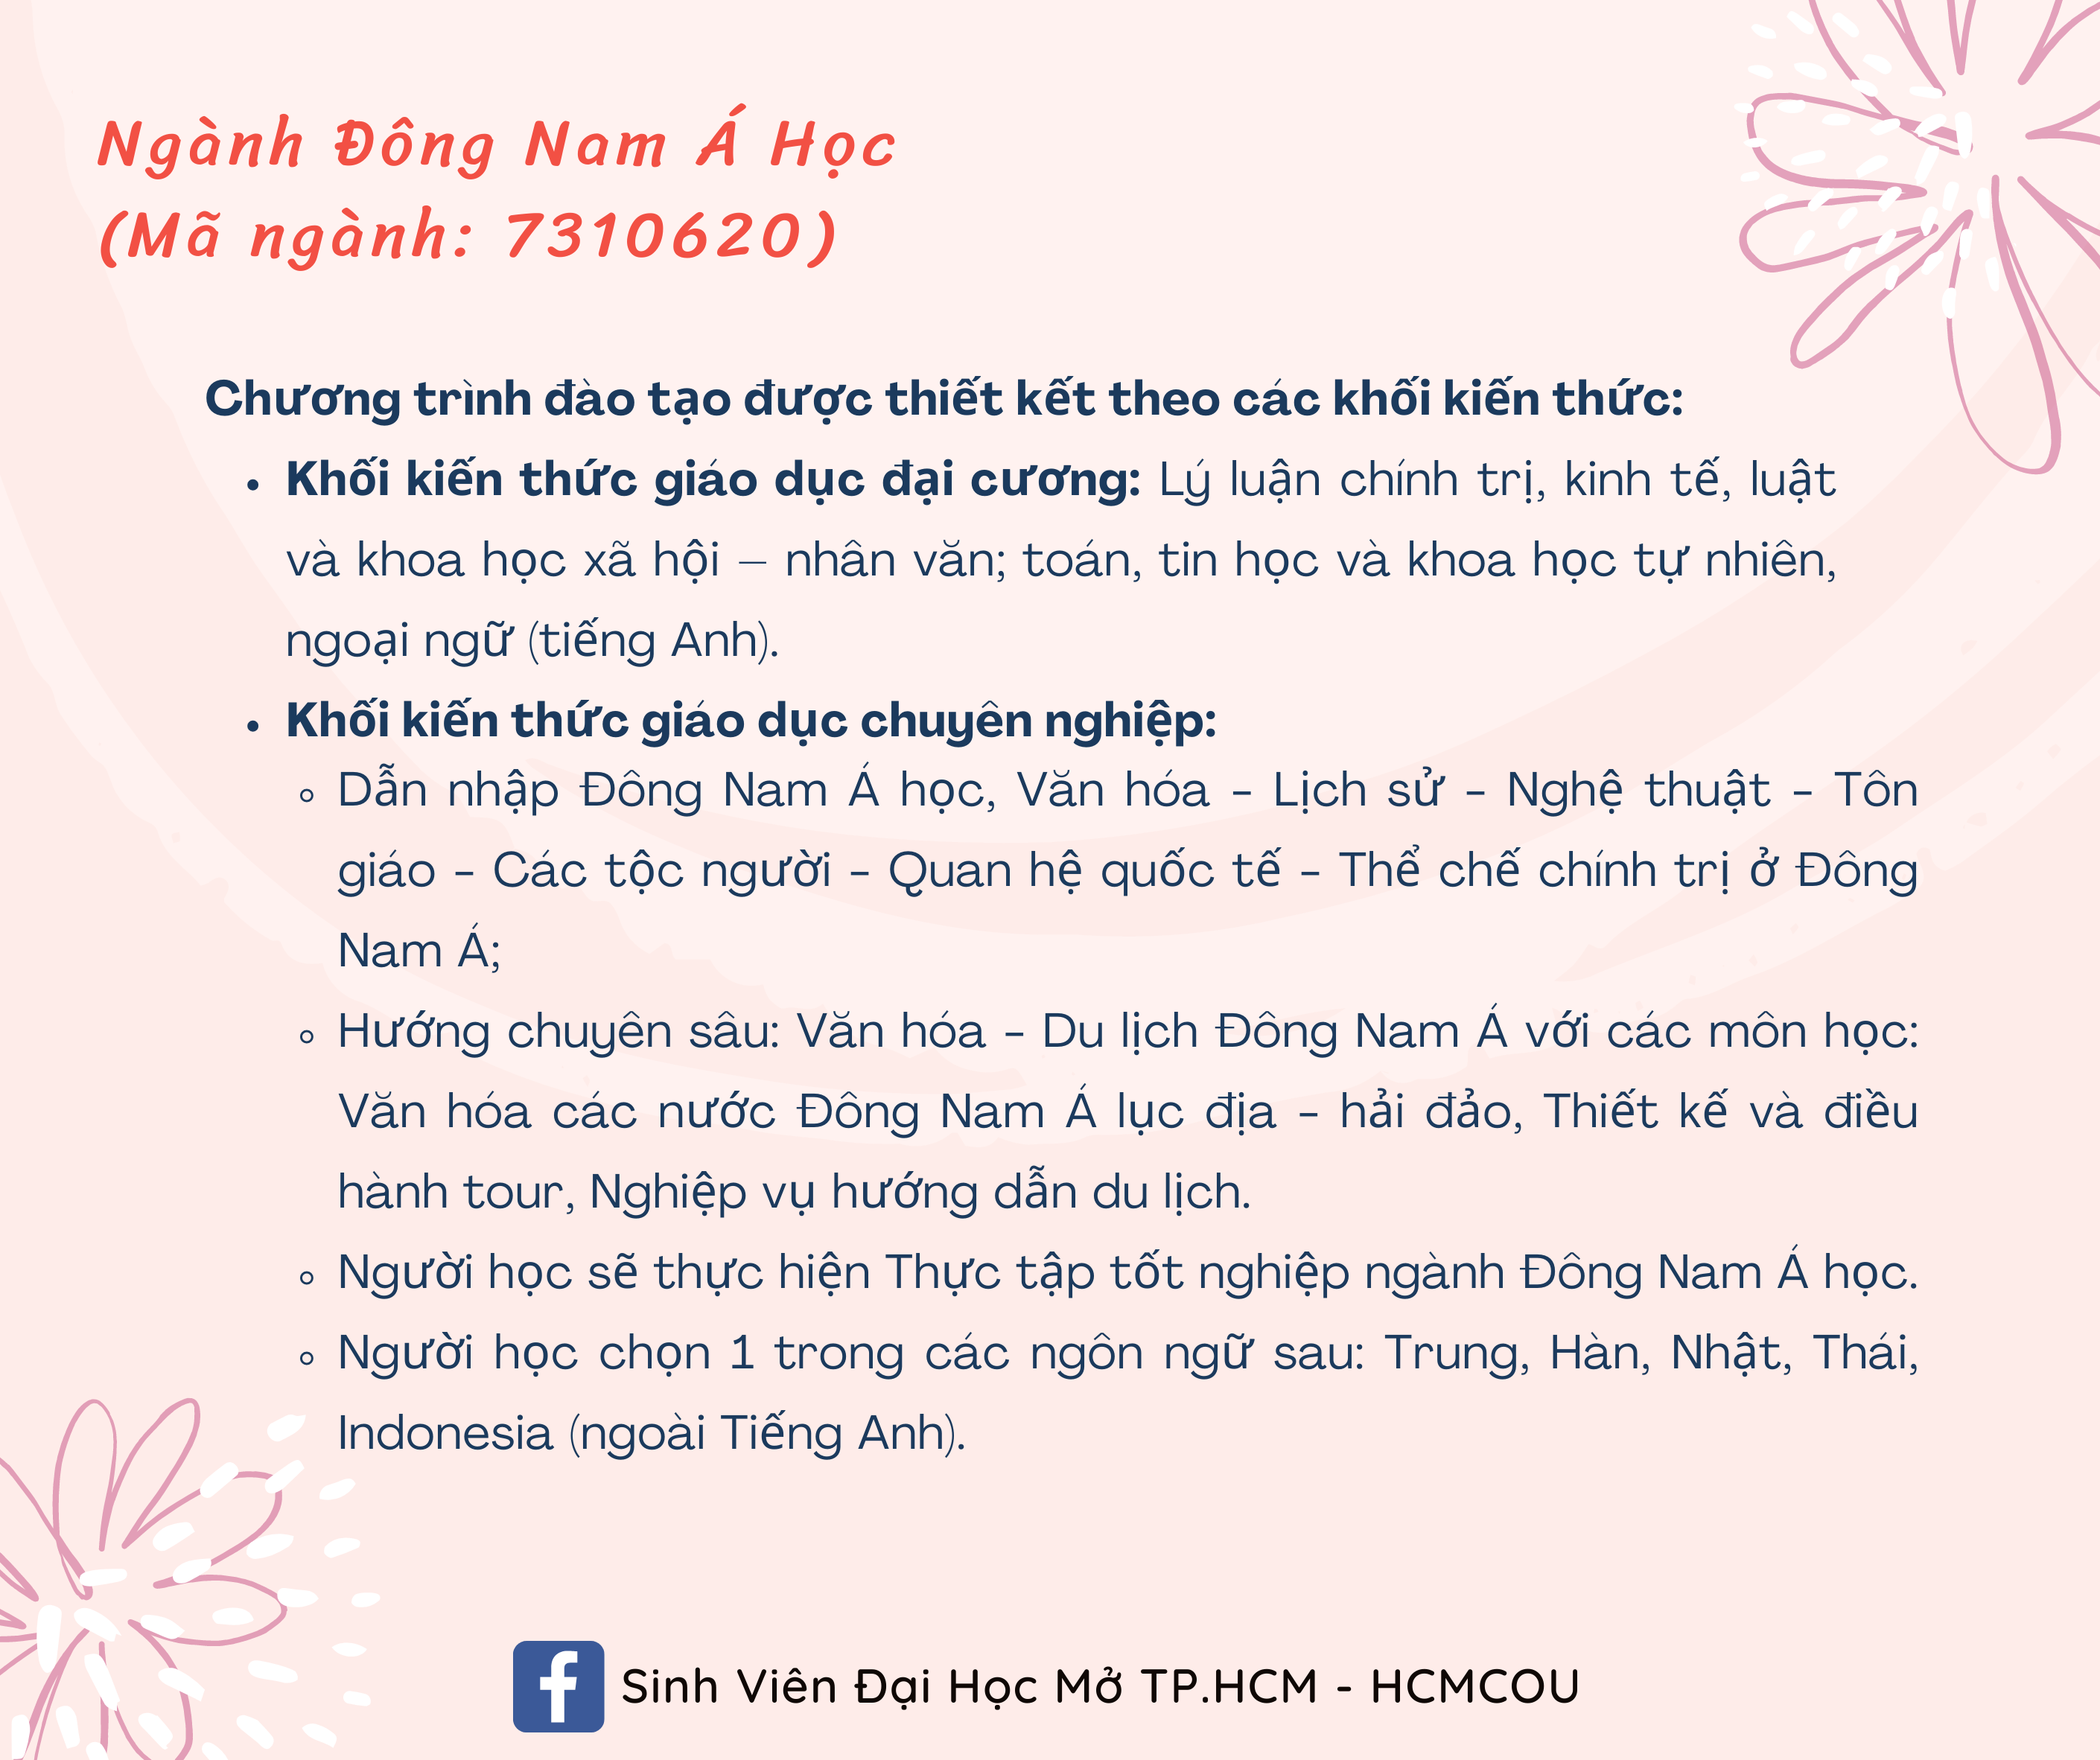 Ngành Đông Nam Á Học
(Mã ngành: 7310620)
Chương trình đào tạo được thiết kết theo các khối kiến thức:
• Khối kiến thức giáo dục đại cương: Lý luận chính trị, kinh tế, luật
và khoa học xã hội – nhân văn; toán, tin học và khoa học tự nhiên,
ngoại ngữ (tiếng Anh).
• Khối kiến thức giáo dục chuyên nghiệp:
◦ Dẫn nhập Đông Nam Á học, Văn hóa - Lịch sử - Nghệ thuật - Tôn
giáo - Các tộc người - Quan hệ quốc tế - Thể chế chính trị ở Đông
Nam Á;
◦ Hướng chuyên sâu: Văn hóa - Du lịch Đông Nam Á với các môn học:
Văn hóa các nước Đông Nam Á lục địa - hải đảo, Thiết kế và điều
hành tour, Nghiệp vụ hướng dẫn du lịch.
◦ Người học sẽ thực hiện Thực tập tốt nghiệp ngành Đông Nam Á học.
◦ Người học chọn 1 trong các ngôn ngữ sau: Trung, Hàn, Nhật, Thái,
Indonesia (ngoài Tiếng Anh).
Sinh Viên Đại Học Mở TP.HCM - HCMCOU